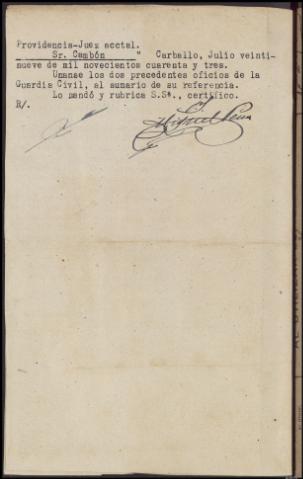 Providencia-Juez acctal.
Sr. Cambón " Carballo, Julio veinti-
nueve de mil novecientos cuarenta y tres.
Unanse los dos precedentes oficios de la
Guardia Civil, al sumario de su referencia.
Lo mandó y rubrica S.Sª., certifico.
R/.
Miguel